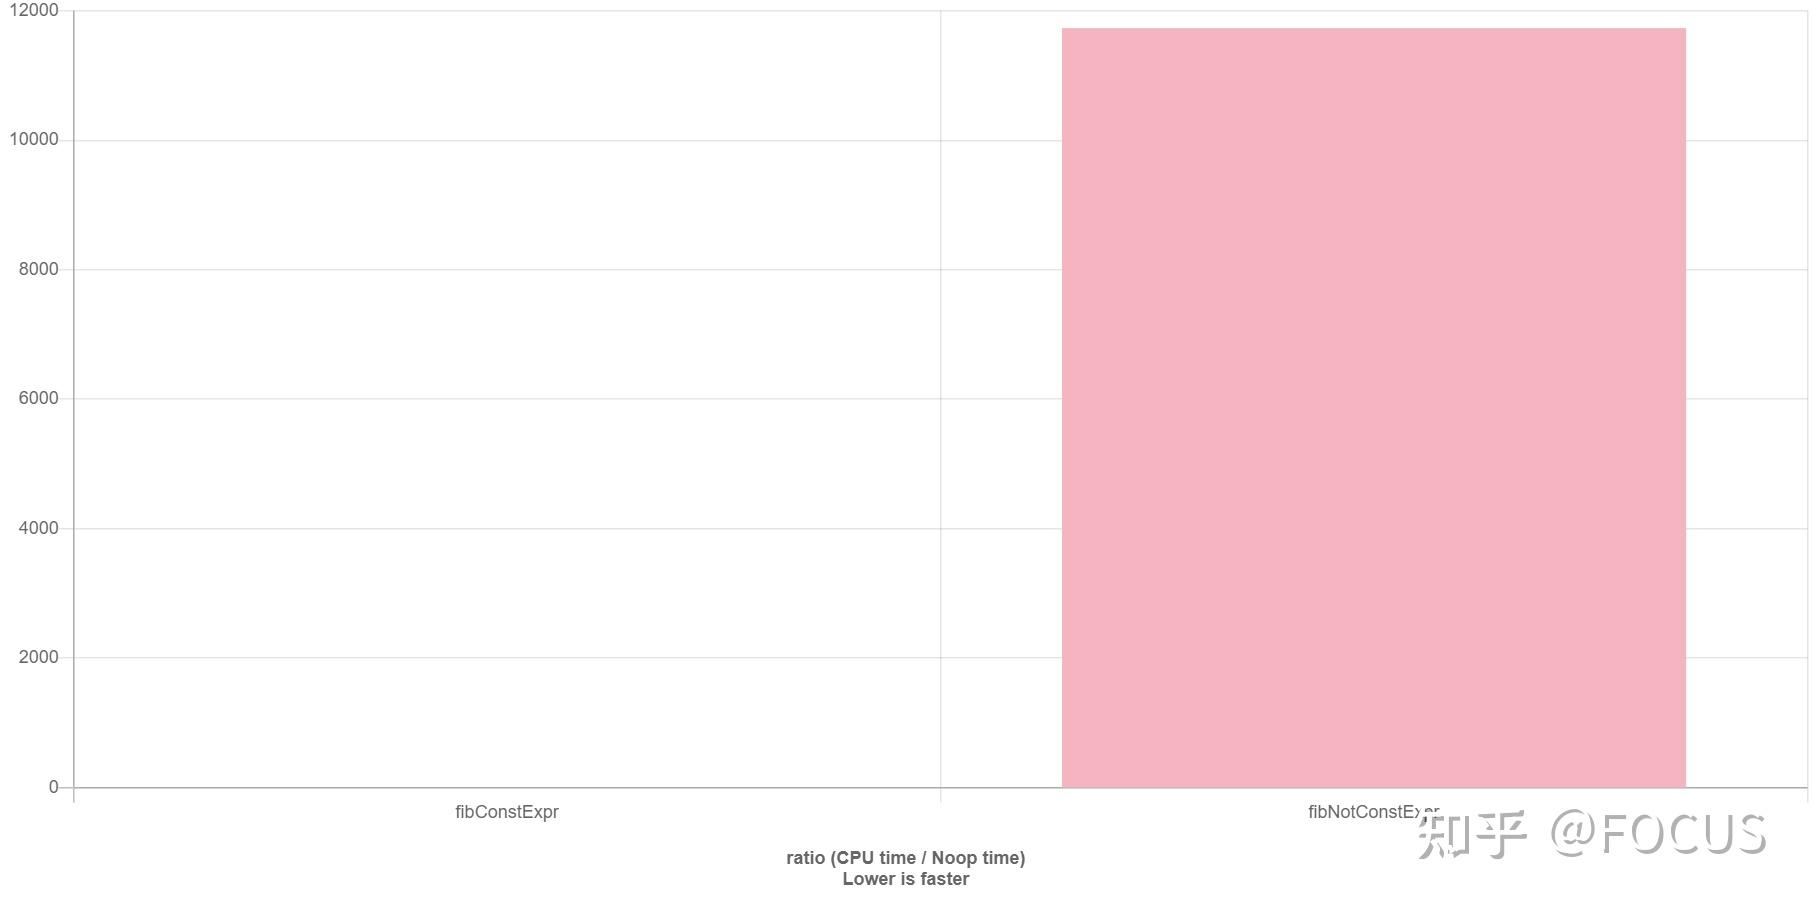 12000
10000
8000
6000
4000
2000
0
fibConstExpr
fibNotConstExpr
ratio (CPU time / Noop time)
Lower is faster
知乎 @FOCUS